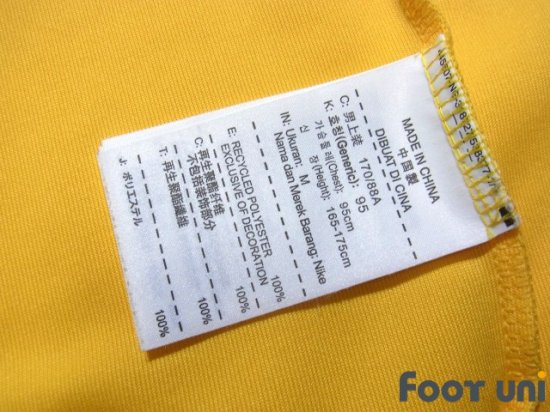 MADE IN CHINA
中国製
DIBUAT DI CINA
C: 男上装 170/88A
K: 호칭(Generic): 95
가슴둘레(Chest): 95cm
신 장(Height): 165-175cm
IN: Ukuran: M
Nama dan Merek Barang: Nike
E: RECYCLED POLYESTER
EXCLUSIVE OF DECORATION
100%
C: 再生聚酯纤维
不包括装饰部分
100%
T: 再生聚酯纖維
100%
J: ポリエステル
100%
FOOT UNI